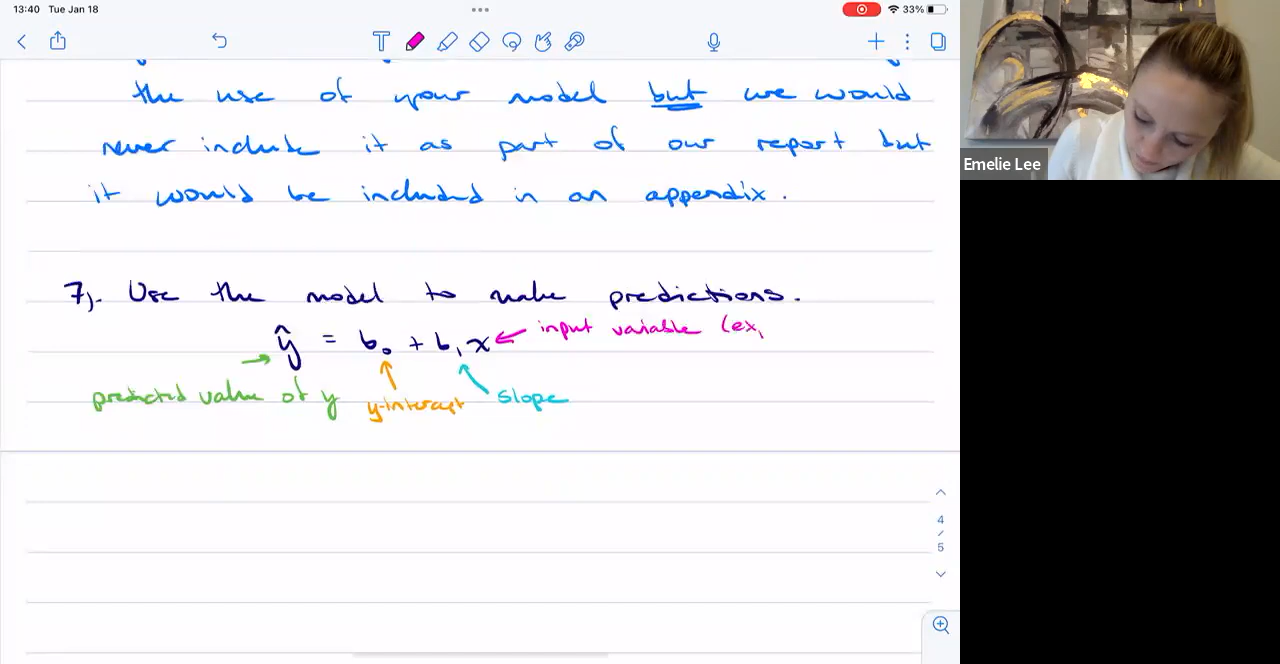 13:40 Tue Jan 18
33%
the use of your model but we would
never include it as part of our report but
it would be included in an appendix.
Emelie Lee
7). Use the model to make predictions.
ŷ = b₀ + b₁x ← input variable (ex,
predicted value of y y-intercept slope
4
/
5